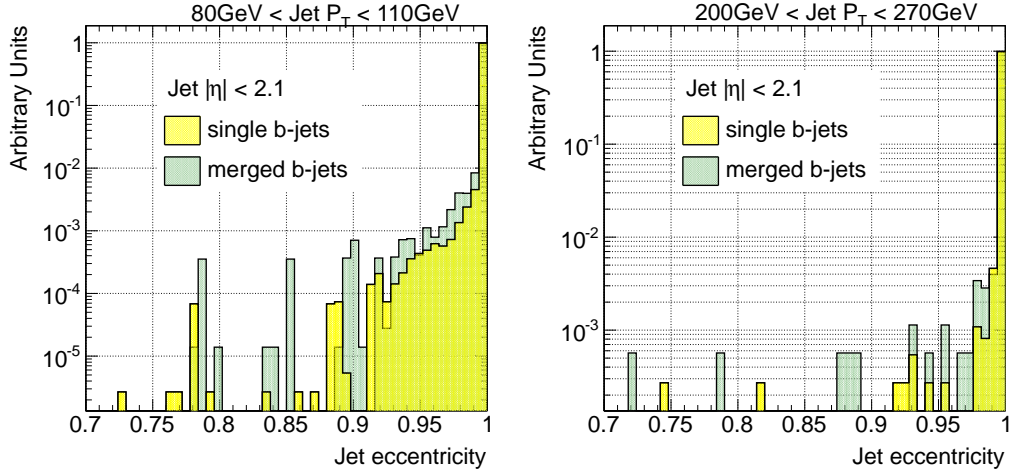 80GeV < Jet P_T < 110GeV
Arbitrary Units
1
10^-1
10^-2
10^-3
10^-4
10^-5
Jet |η| < 2.1
single b-jets
merged b-jets
0.7 0.75 0.8 0.85 0.9 0.95 1
Jet eccentricity
200GeV < Jet P_T < 270GeV
Arbitrary Units
1
10^-1
10^-2
10^-3
Jet |η| < 2.1
single b-jets
merged b-jets
0.7 0.75 0.8 0.85 0.9 0.95 1
Jet eccentricity